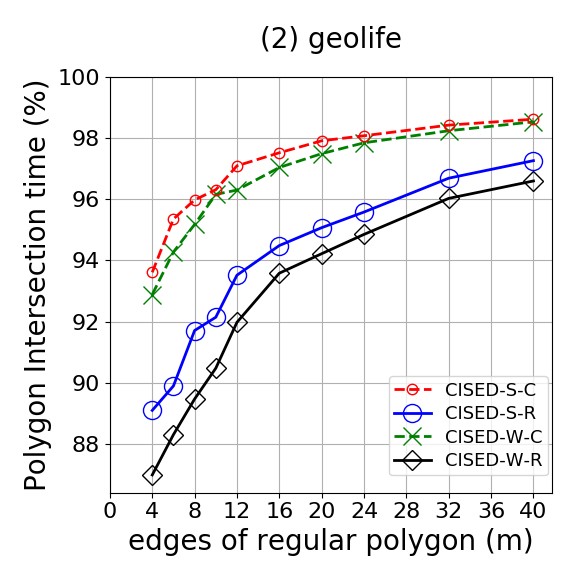 (2) geolife
Polygon Intersection time (%)
100
98
96
94
92
90
88
CISED-S-C
CISED-S-R
CISED-W-C
CISED-W-R
0 4 8 12 16 20 24 28 32 36 40
edges of regular polygon (m)